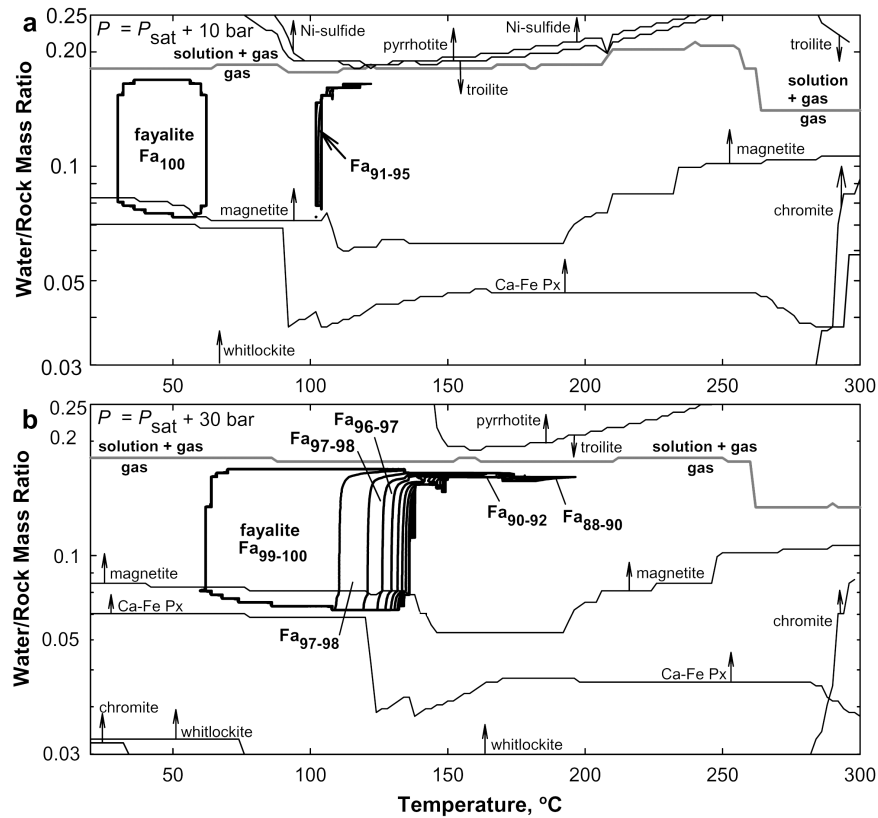 a
P = Psat + 10 bar
Ni-sulfide
pyrrhotite
Ni-sulfide
troilite
solution + gas
gas
troilite
solution
+ gas
gas
fayalite
Fa100
Fa91-95
magnetite
magnetite
chromite
Ca-Fe Px
whitlockite
0.25
0.20
0.1
0.05
0.03
Water/Rock Mass Ratio
50
100
150
200
250
300
b
P = Psat + 30 bar
Fa96-97
Fa97-98
pyrrhotite
troilite
solution + gas
gas
solution + gas
gas
fayalite
Fa99-100
Fa90-92
Fa88-90
magnetite
magnetite
Ca-Fe Px
chromite
Fa97-98
Ca-Fe Px
chromite
whitlockite
whitlockite
0.25
0.2
0.1
0.05
0.03
Water/Rock Mass Ratio
50
100
150
200
250
300
Temperature, ºC